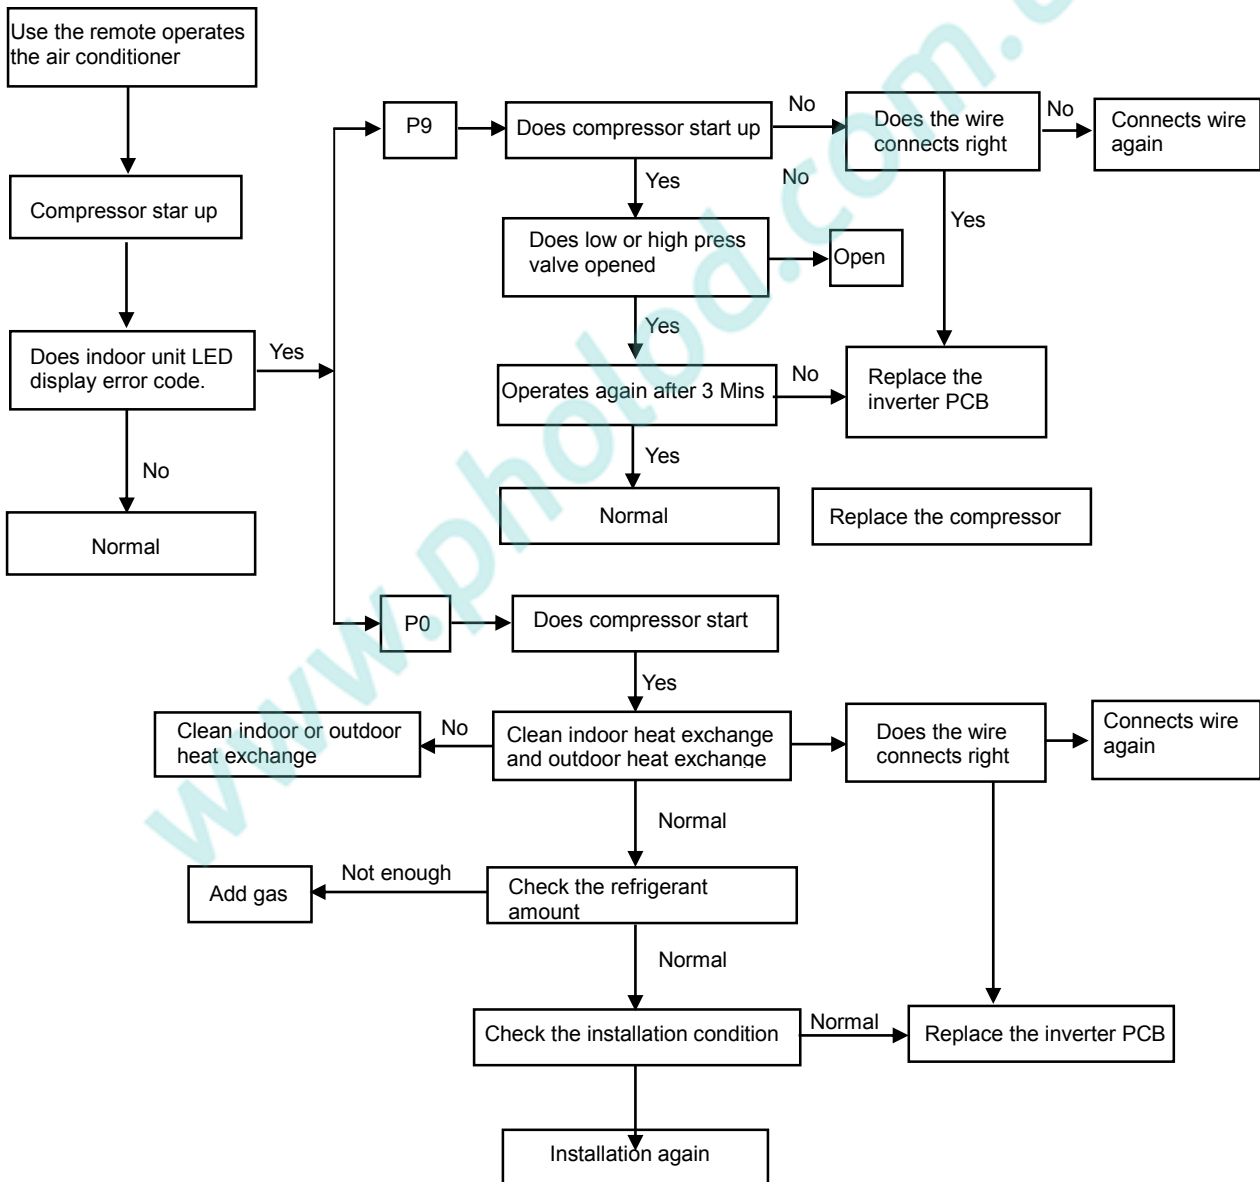 Use the remote operates
the air conditioner
Compressor star up
Does indoor unit LED
display error code.
Yes
No
Normal
P9
Does compressor start up
No
Does the wire
connects right
No
Connects wire
again
Yes
No
Yes
Does low or high press
valve opened
Open
Yes
Operates again after 3 Mins
No
Replace the
inverter PCB
Yes
Normal
Replace the compressor
P0
Does compressor start
Yes
Clean indoor or outdoor
heat exchange
No
Clean indoor heat exchange
and outdoor heat exchange
Does the wire
connects right
Connects wire
again
Normal
Add gas
Not enough
Check the refrigerant
amount
Normal
Check the installation condition
Normal
Replace the inverter PCB
Installation again
www.pholod.com.